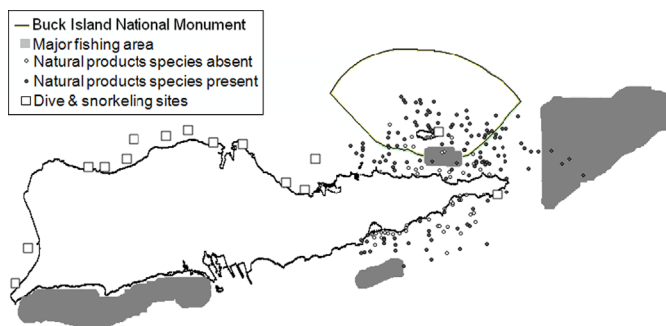 Buck Island National Monument
Major fishing area
Natural products species absent
Natural products species present
Dive & snorkeling sites